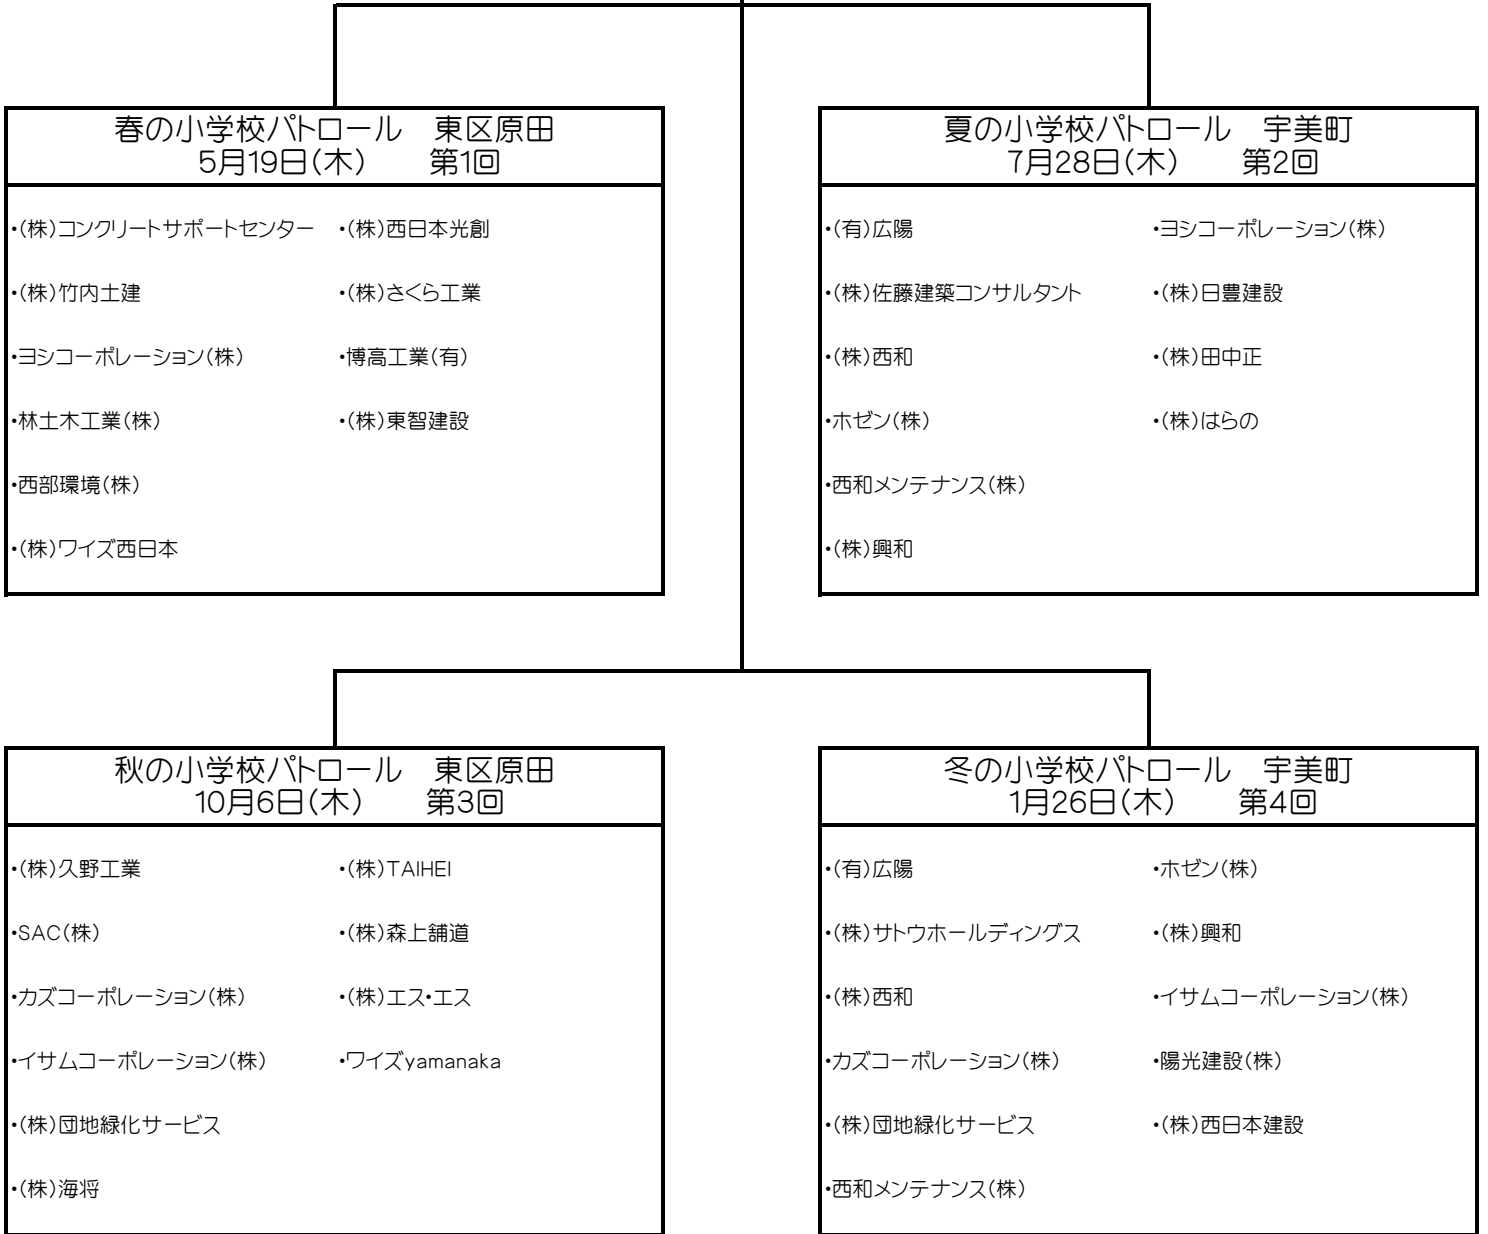 春の小学校パトロール　東区原田
5月19日(木)　　第1回
・(株)コンクリートサポートセンター
・(株)竹内土建
・ヨシコーポレーション(株)
・林土木工業(株)
・西部環境(株)
・(株)ワイズ西日本
・(株)西日本光創
・(株)さくら工業
・博高工業(有)
・(株)東智建設
夏の小学校パトロール　宇美町
7月28日(木)　　第2回
・(有)広陽
・(株)佐藤建築コンサルタント
・(株)西和
・ホゼン(株)
・西和メンテナンス(株)
・(株)興和
・ヨシコーポレーション(株)
・(株)日豊建設
・(株)田中正
・(株)はらの
秋の小学校パトロール　東区原田
10月6日(木)　　第3回
・(株)久野工業
・SAC(株)
・カズコーポレーション(株)
・イサムコーポレーション(株)
・(株)団地緑化サービス
・(株)海将
・(株)TAIHEI
・(株)森上舗道
・(株)エス・エス
・ワイズyamanaka
冬の小学校パトロール　宇美町
1月26日(木)　　第4回
・(有)広陽
・(株)サトウホールディングス
・(株)西和
・カズコーポレーション(株)
・(株)団地緑化サービス
・西和メンテナンス(株)
・ホゼン(株)
・(株)興和
・イサムコーポレーション(株)
・陽光建設(株)
・(株)西日本建設